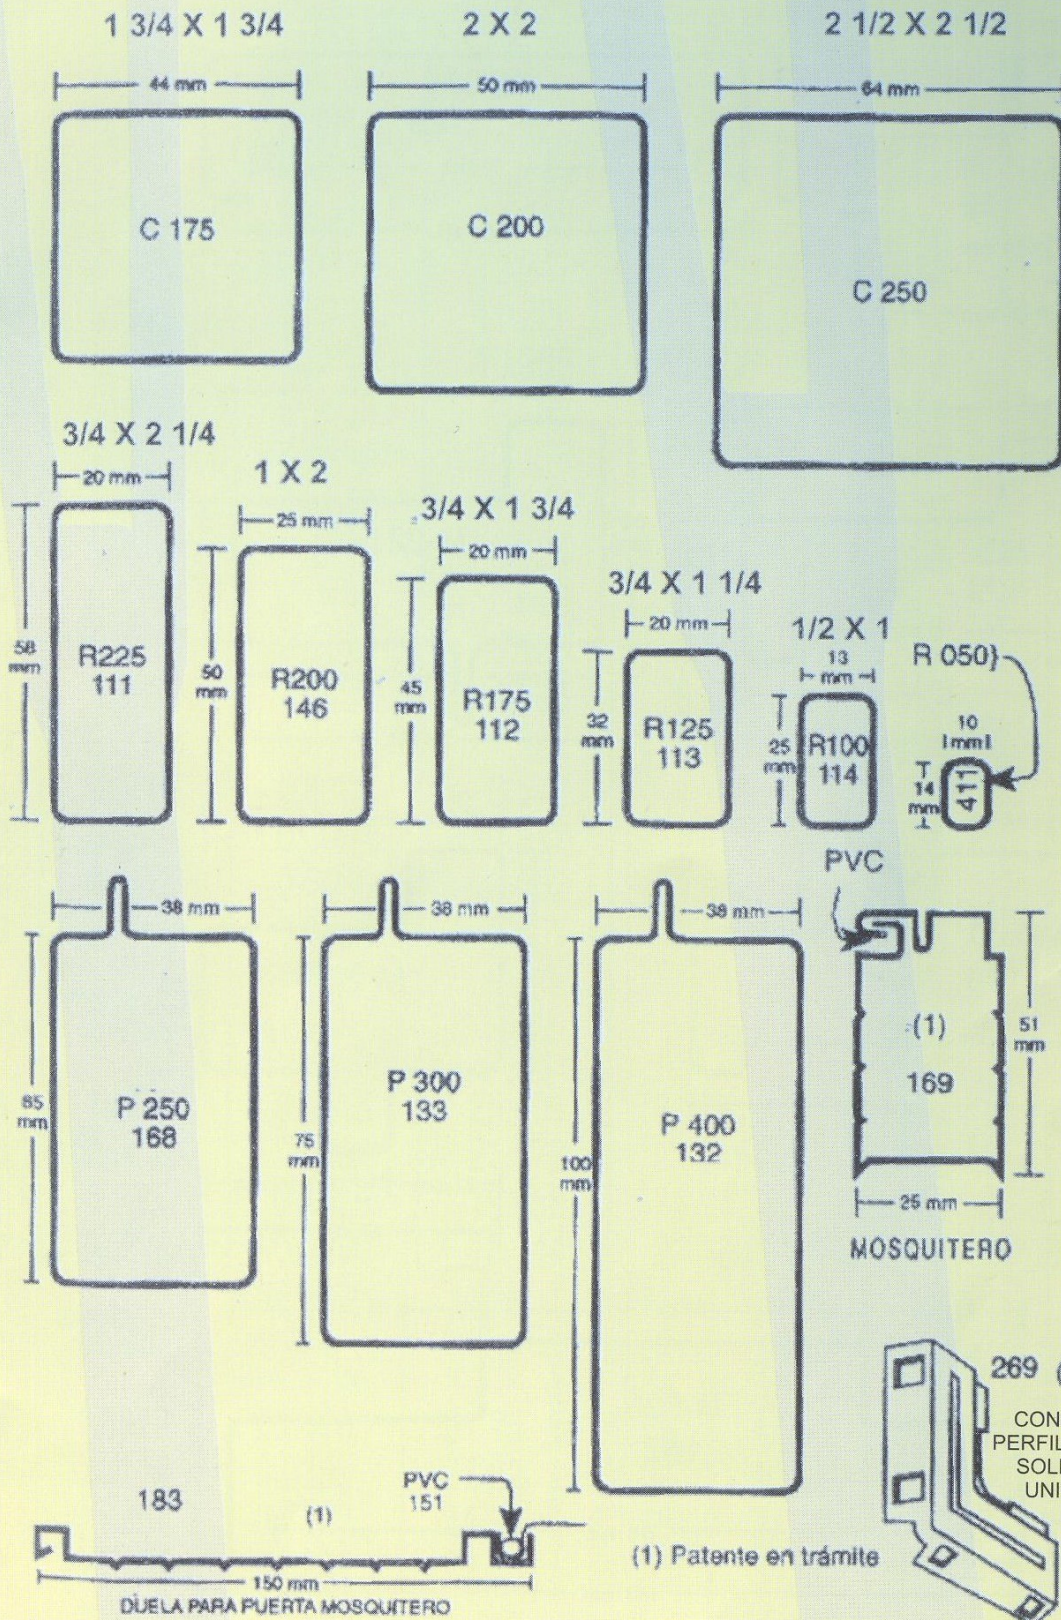 1 3/4 X 1 3/4
2 X 2
2 1/2 X 2 1/2
44 mm
50 mm
64 mm
C 175
C 200
C 250
3/4 X 2 1/4
20 mm
58
mm
R225
111
1 X 2
25 mm
50
mm
R200
146
3/4 X 1 3/4
20 mm
45
mm
R175
112
3/4 X 1 1/4
20 mm
32
mm
R125
113
1/2 X 1
13
mm
25
mm
R100
114
R 050}
10
mm
14
mm
411
38 mm
65
mm
P 250
168
38 mm
75
mm
P 300
133
38 mm
100
mm
P 400
132
PVC
(1)
169
51
mm
25 mm
MOSQUITERO
269 (
CON
PERFIL
SOL
UNI
183
(1)
PVC
151
150 mm
DUELA PARA PUERTA MOSQUITERO
(1) Patente en trámite